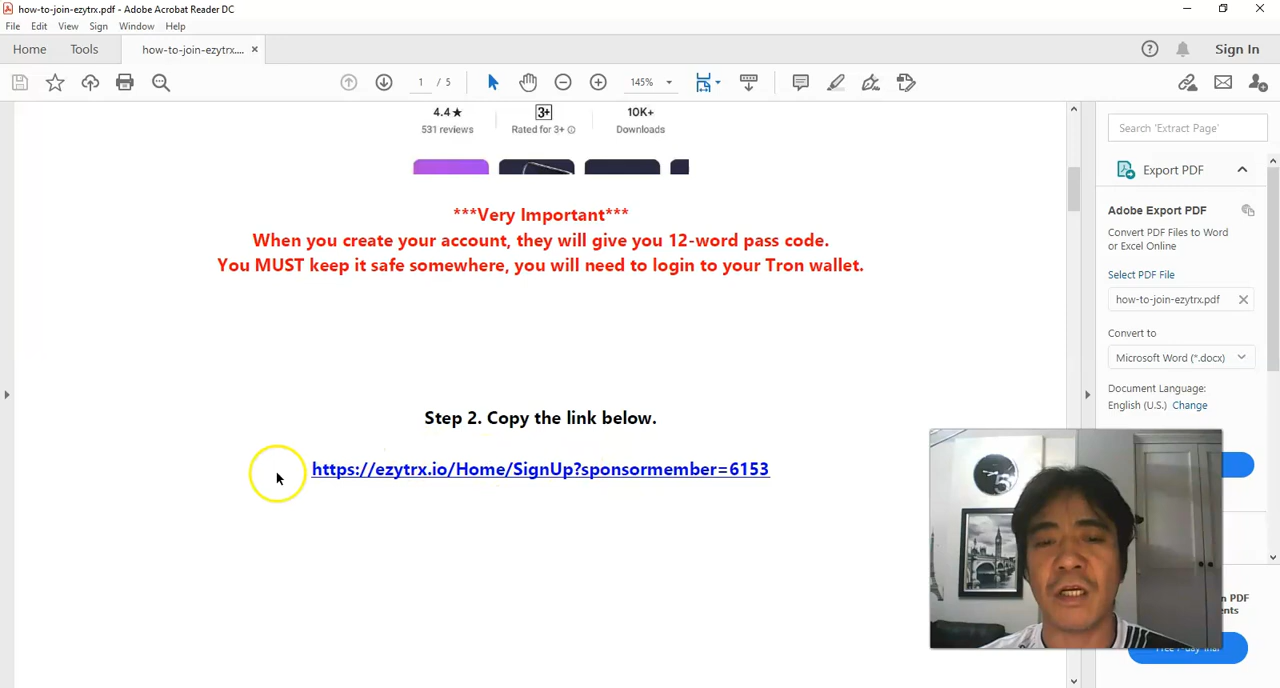 how-to-join-ezytrx.pdf - Adobe Acrobat Reader DC
File Edit View Sign Window Help
Home Tools how-to-join-ezytrx.... × Sign In
1 / 5 145%
4.4★ 3+ 10K+
531 reviews Rated for 3+ Downloads
***Very Important***
When you create your account, they will give you 12-word pass code.
You MUST keep it safe somewhere, you will need to login to your Tron wallet.
Step 2. Copy the link below.
https://ezytrx.io/Home/SignUp?sponsormember=6153
Search 'Extract Page'
Export PDF
Adobe Export PDF
Convert PDF Files to Word
or Excel Online
Select PDF File
how-to-join-ezytrx.pdf
Convert to
Microsoft Word (*.docx)
Document Language:
English (U.S.) Change